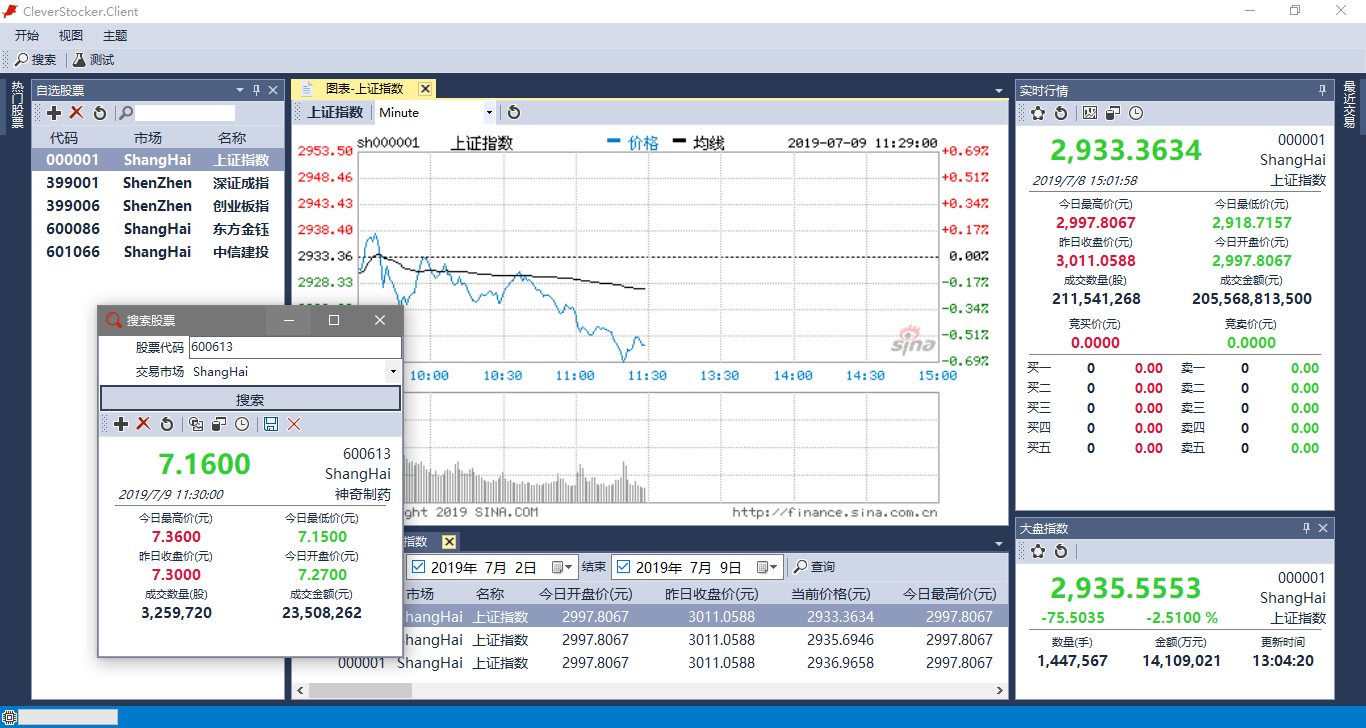 CleverStocker.Client
开始 视图 主题
搜索 测试
热门股票
自选股票
代码 市场 名称
000001 ShangHai 上证指数
399001 ShenZhen 深证成指
399006 ShenZhen 创业板指
600086 ShangHai 东方金钰
601066 ShangHai 中信建投
搜索股票
股票代码 600613
交易市场 ShangHai
搜索
7.1600
600613
ShangHai
2019/7/9 11:30:00 神奇制药
今日最高价(元) 今日最低价(元)
7.3600 7.1500
昨日收盘价(元) 今日开盘价(元)
7.3000 7.2700
成交数量(股) 成交金额(元)
3,259,720 23,508,262
图表-上证指数
上证指数 Minute
sh000001 上证指数 价格 均线 2019-07-09 11:29:00
2953.50 +0.69%
2948.46 +0.51%
2943.43 +0.34%
2938.40 +0.17%
2933.36 0.00%
2928.33 -0.17%
-0.34%
-0.51%
-0.69%
sina
10:00 10:30 11:00 11:30 13:30 14:00 14:30 15:00
ght 2019 SINA.COM http://finance.sina.com.cn
指数
2019年 7月 2日 结束 2019年 7月 9日 查询
市场 名称 今日开盘价(元) 昨日收盘价(元) 当前价格(元) 今日最高价(元)
hangHai 上证指数 2997.8067 3011.0588 2933.3634 2997.8067
hangHai 上证指数 2997.8067 3011.0588 2935.6946 2997.8067
000001 ShangHai 上证指数 2997.8067 3011.0588 2936.9658 2997.8067
实时行情
2,933.3634
000001
ShangHai
2019/7/8 15:01:58 上证指数
今日最高价(元) 今日最低价(元)
2,997.8067 2,918.7157
昨日收盘价(元) 今日开盘价(元)
3,011.0588 2,997.8067
成交数量(股) 成交金额(元)
211,541,268 205,568,813,500
竞买价(元) 竞卖价(元)
0.0000 0.0000
买一 0 0.00 卖一 0 0.00
买二 0 0.00 卖二 0 0.00
买三 0 0.00 卖三 0 0.00
买四 0 0.00 卖四 0 0.00
买五 0 0.00 卖五 0 0.00
大盘指数
2,935.5553
000001
ShangHai
-75.5035 -2.5100 % 上证指数
数量(手) 金额(万元) 更新时间
1,447,567 14,109,021 13:04:20
最近交易